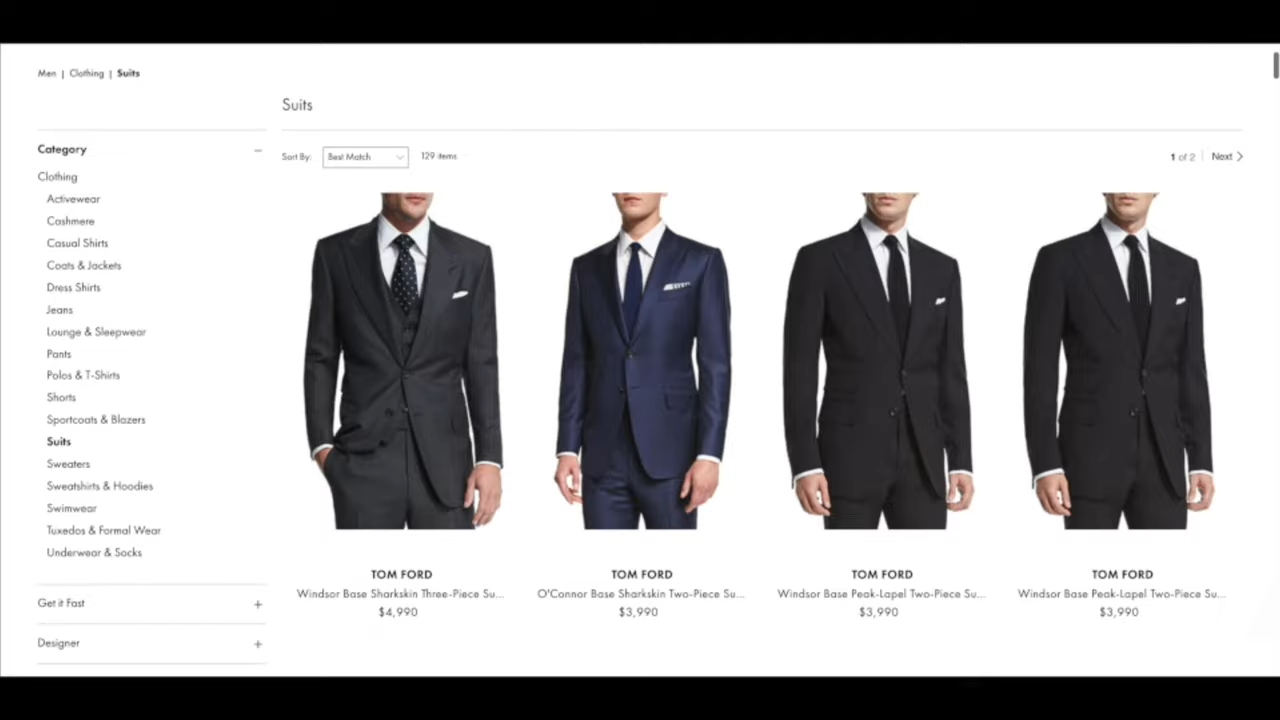 Men | Clothing | Suits
Suits
Category
Sort By: Best Match 129 items
1 of 2 Next
Clothing
Activewear
Cashmere
Casual Shirts
Coats & Jackets
Dress Shirts
Jeans
Lounge & Sleepwear
Pants
Polos & T-Shirts
Shorts
Sportcoats & Blazers
Suits
Sweaters
Sweatshirts & Hoodies
Swimwear
Tuxedos & Formal Wear
Underwear & Socks
Get it Fast +
Designer +
TOM FORD
Windsor Base Sharkskin Three-Piece Su...
$4,990
TOM FORD
O'Connor Base Sharkskin Two-Piece Su...
$3,990
TOM FORD
Windsor Base Peak-Lapel Two-Piece Su...
$3,990
TOM FORD
Windsor Base Peak-Lapel Two-Piece Su...
$3,990